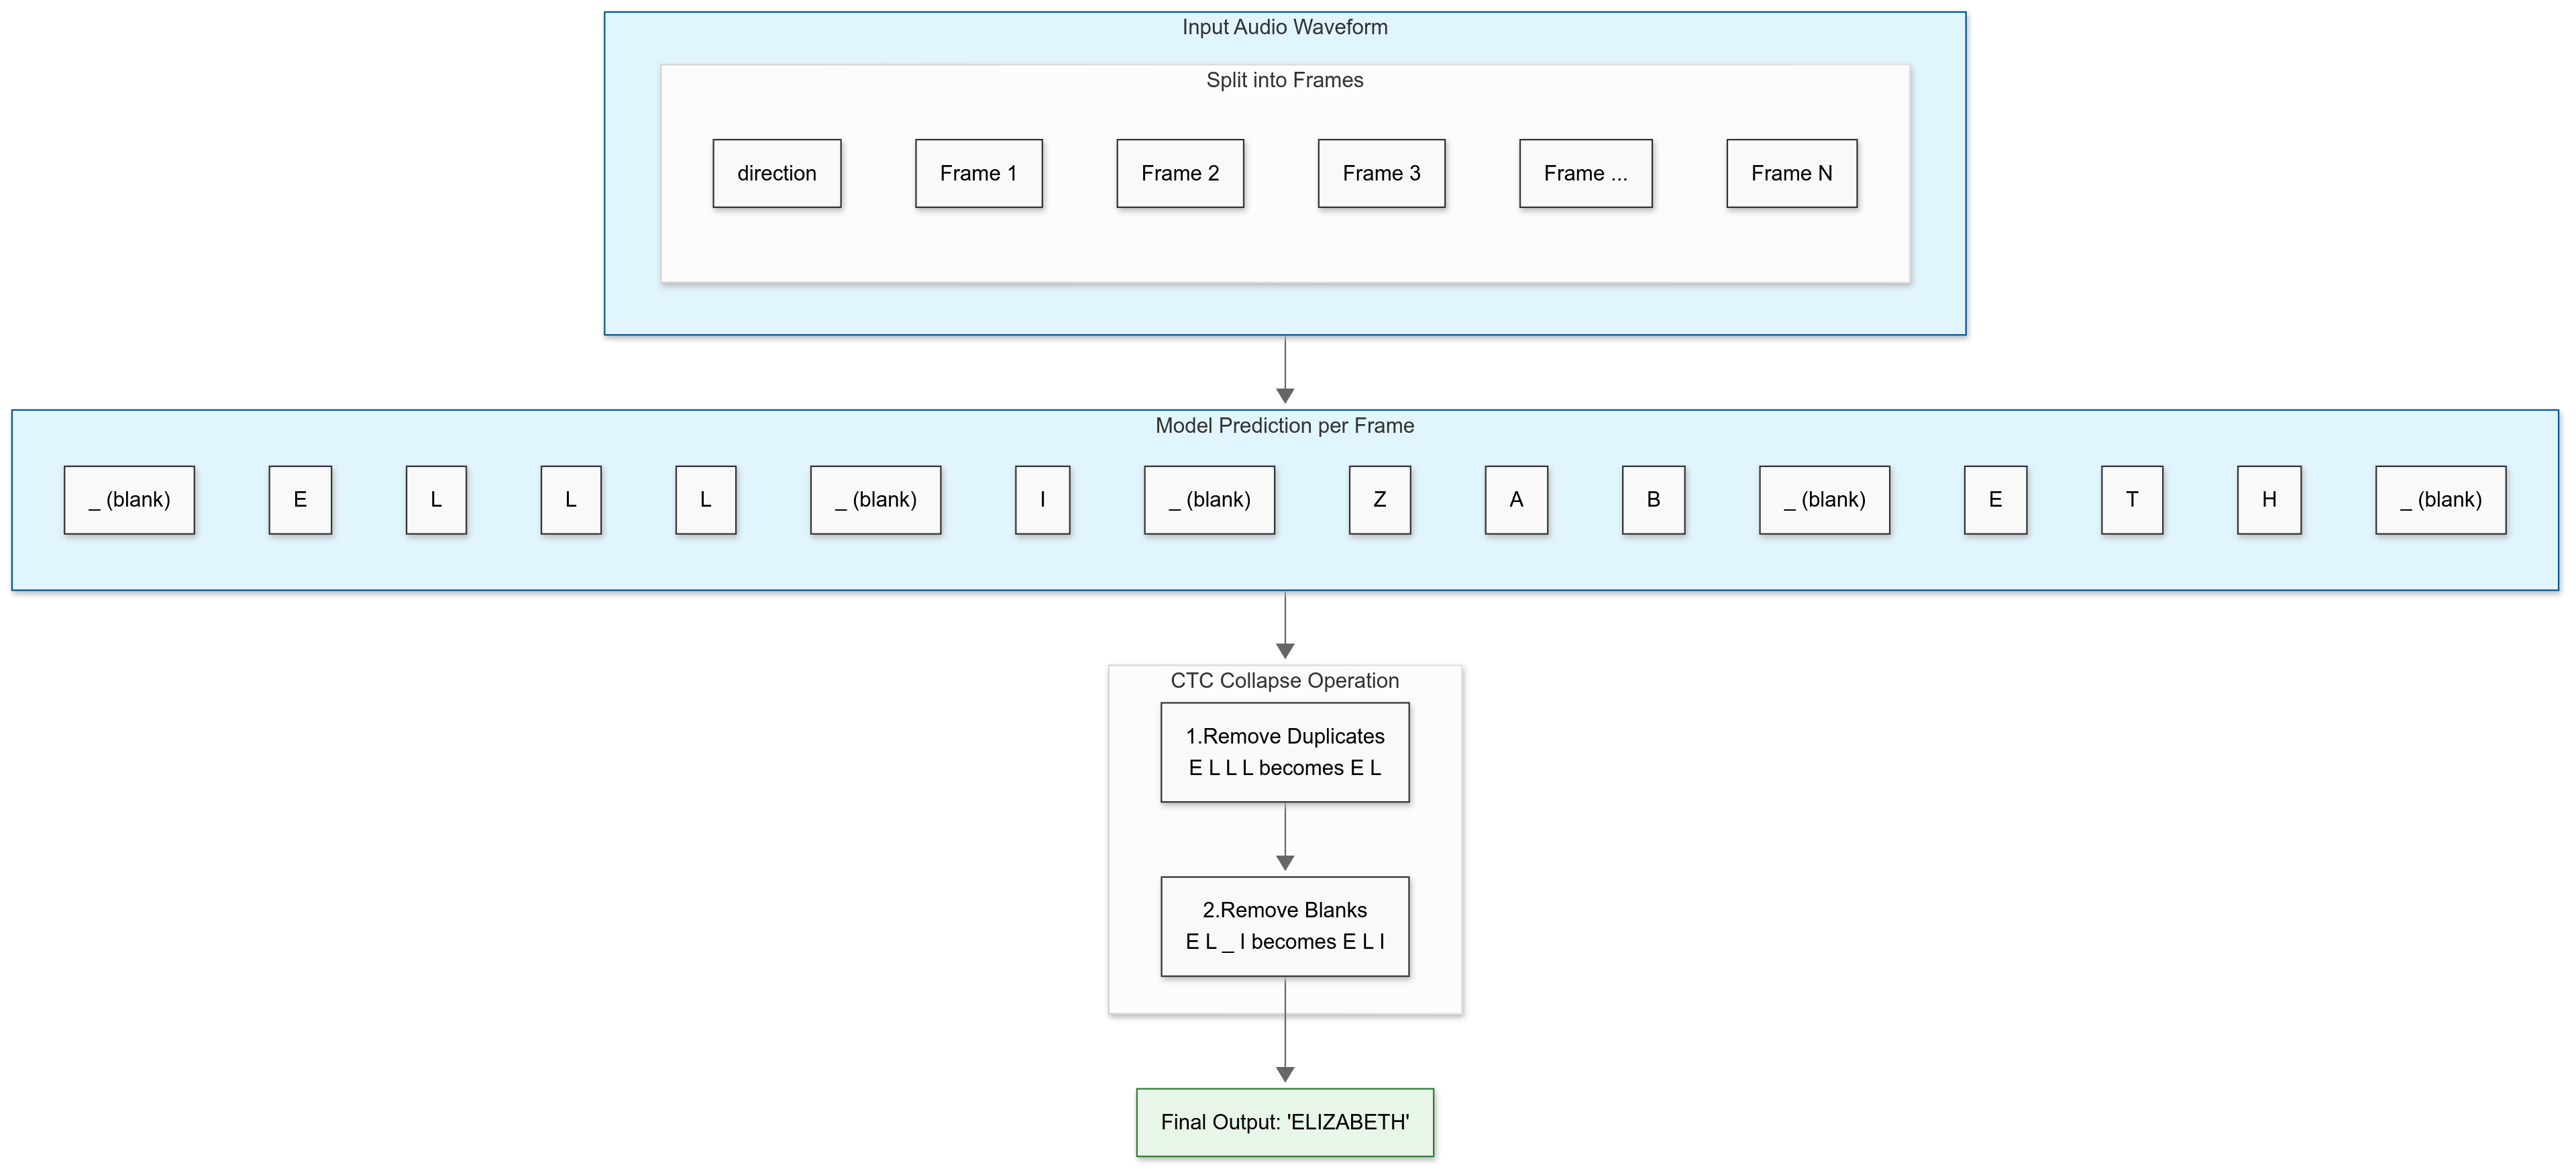 Input Audio Waveform
Split into Frames
direction
Frame 1
Frame 2
Frame 3
Frame ...
Frame N
Model Prediction per Frame
_ (blank)
E
L
L
L
_ (blank)
I
_ (blank)
Z
A
B
_ (blank)
E
T
H
_ (blank)
CTC Collapse Operation
1.Remove Duplicates
E L L L becomes E L
2.Remove Blanks
E L _ I becomes E L I
Final Output: 'ELIZABETH'